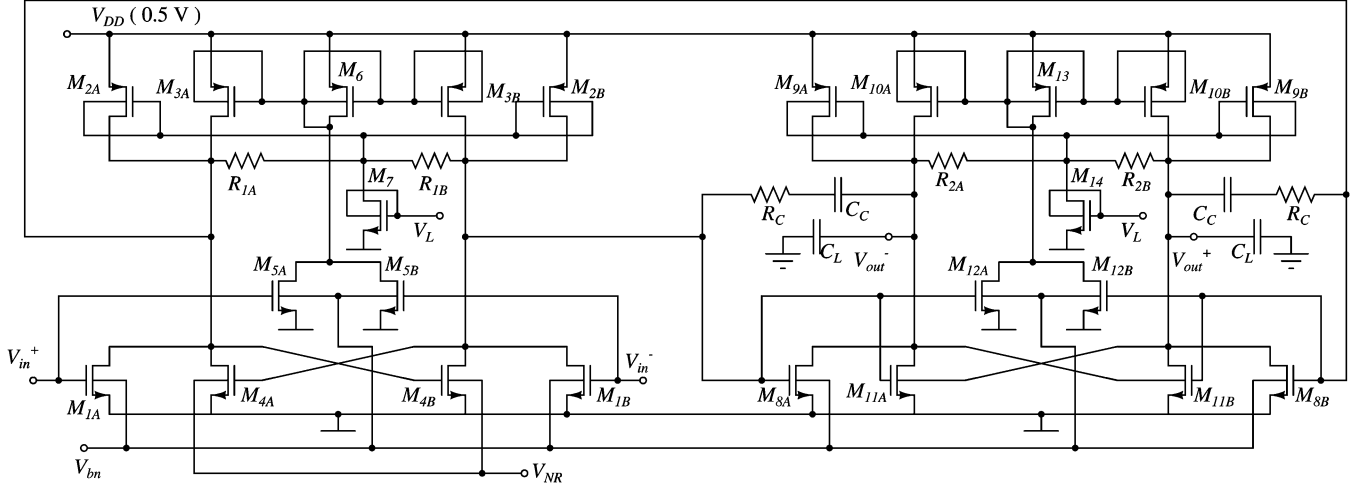 V_DD ( 0.5 V )
M_2A M_3A M_6 M_3B M_2B M_9A M_10A M_13 M_10B M_9B
R_1A M_7 R_1B R_2A M_14 R_2B
V_L R_C C_C V_L C_C R_C
C_L V_out^- V_out^+ C_L
M_5A M_5B M_12A M_12B
V_in^+ V_in^-
M_1A M_4A M_4B M_1B M_8A M_11A M_11B M_8B
V_bn V_NR